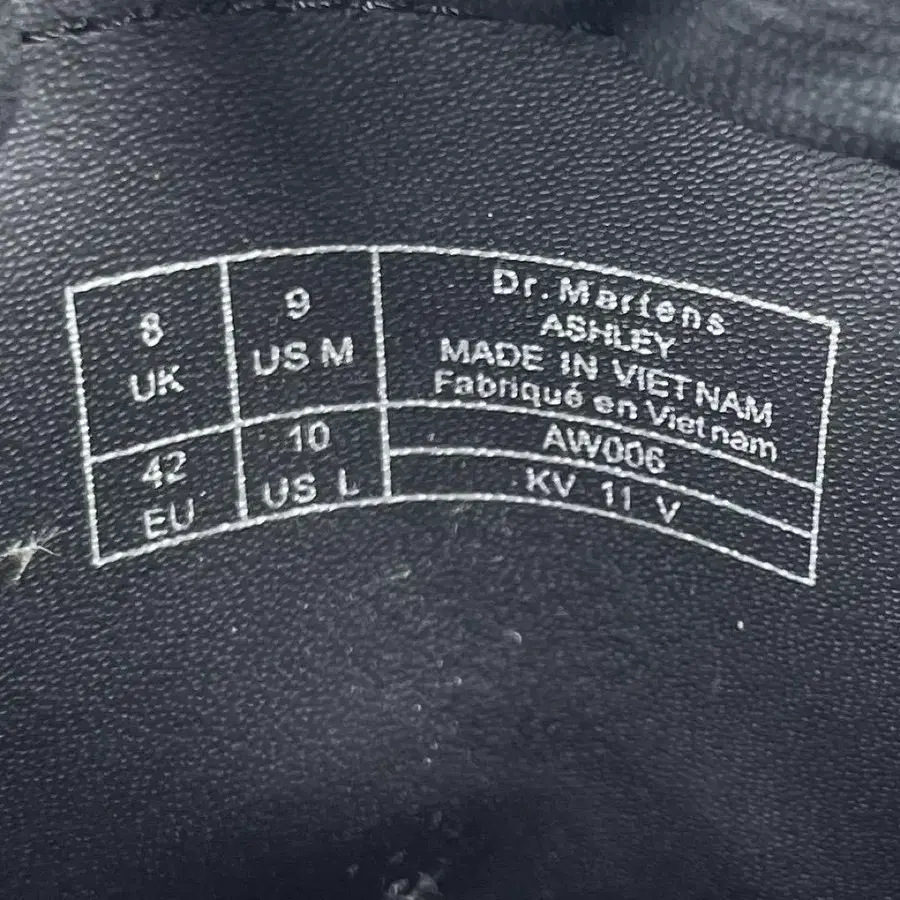 8
UK
9
US M
42
EU
10
US L
Dr. Martens
ASHLEY
MADE IN VIETNAM
Fabriqué en Vietnam
AW006
KV 11 V